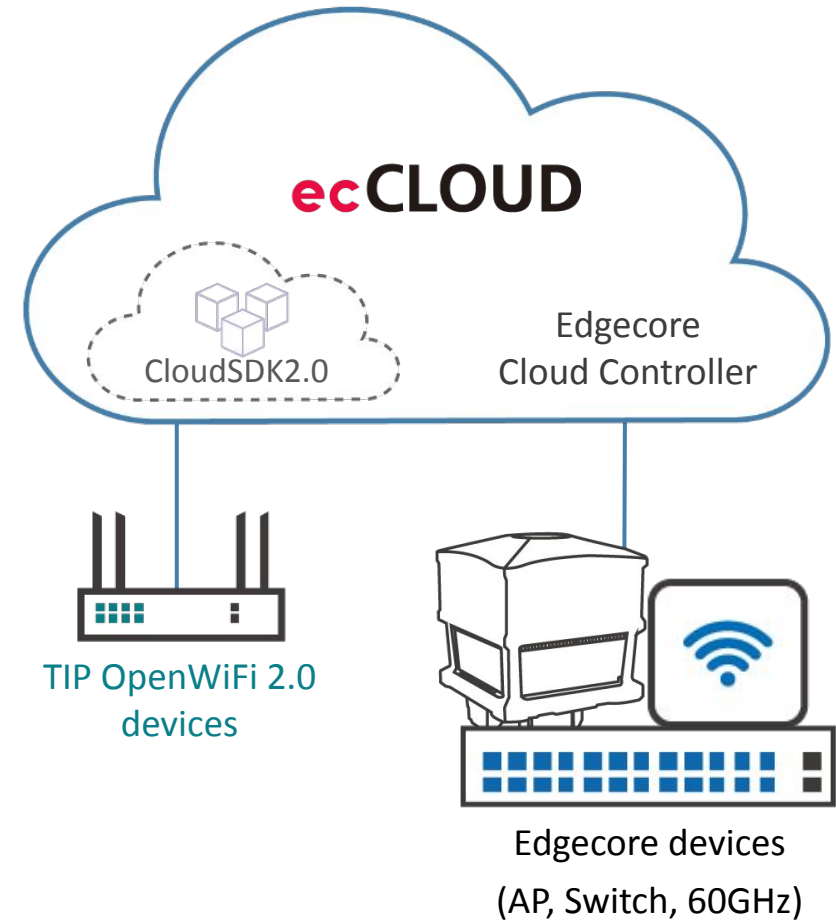 ecCLOUD
CloudSDK2.0
Edgecore
Cloud Controller
TIP OpenWiFi 2.0
devices
Edgecore devices
(AP, Switch, 60GHz)